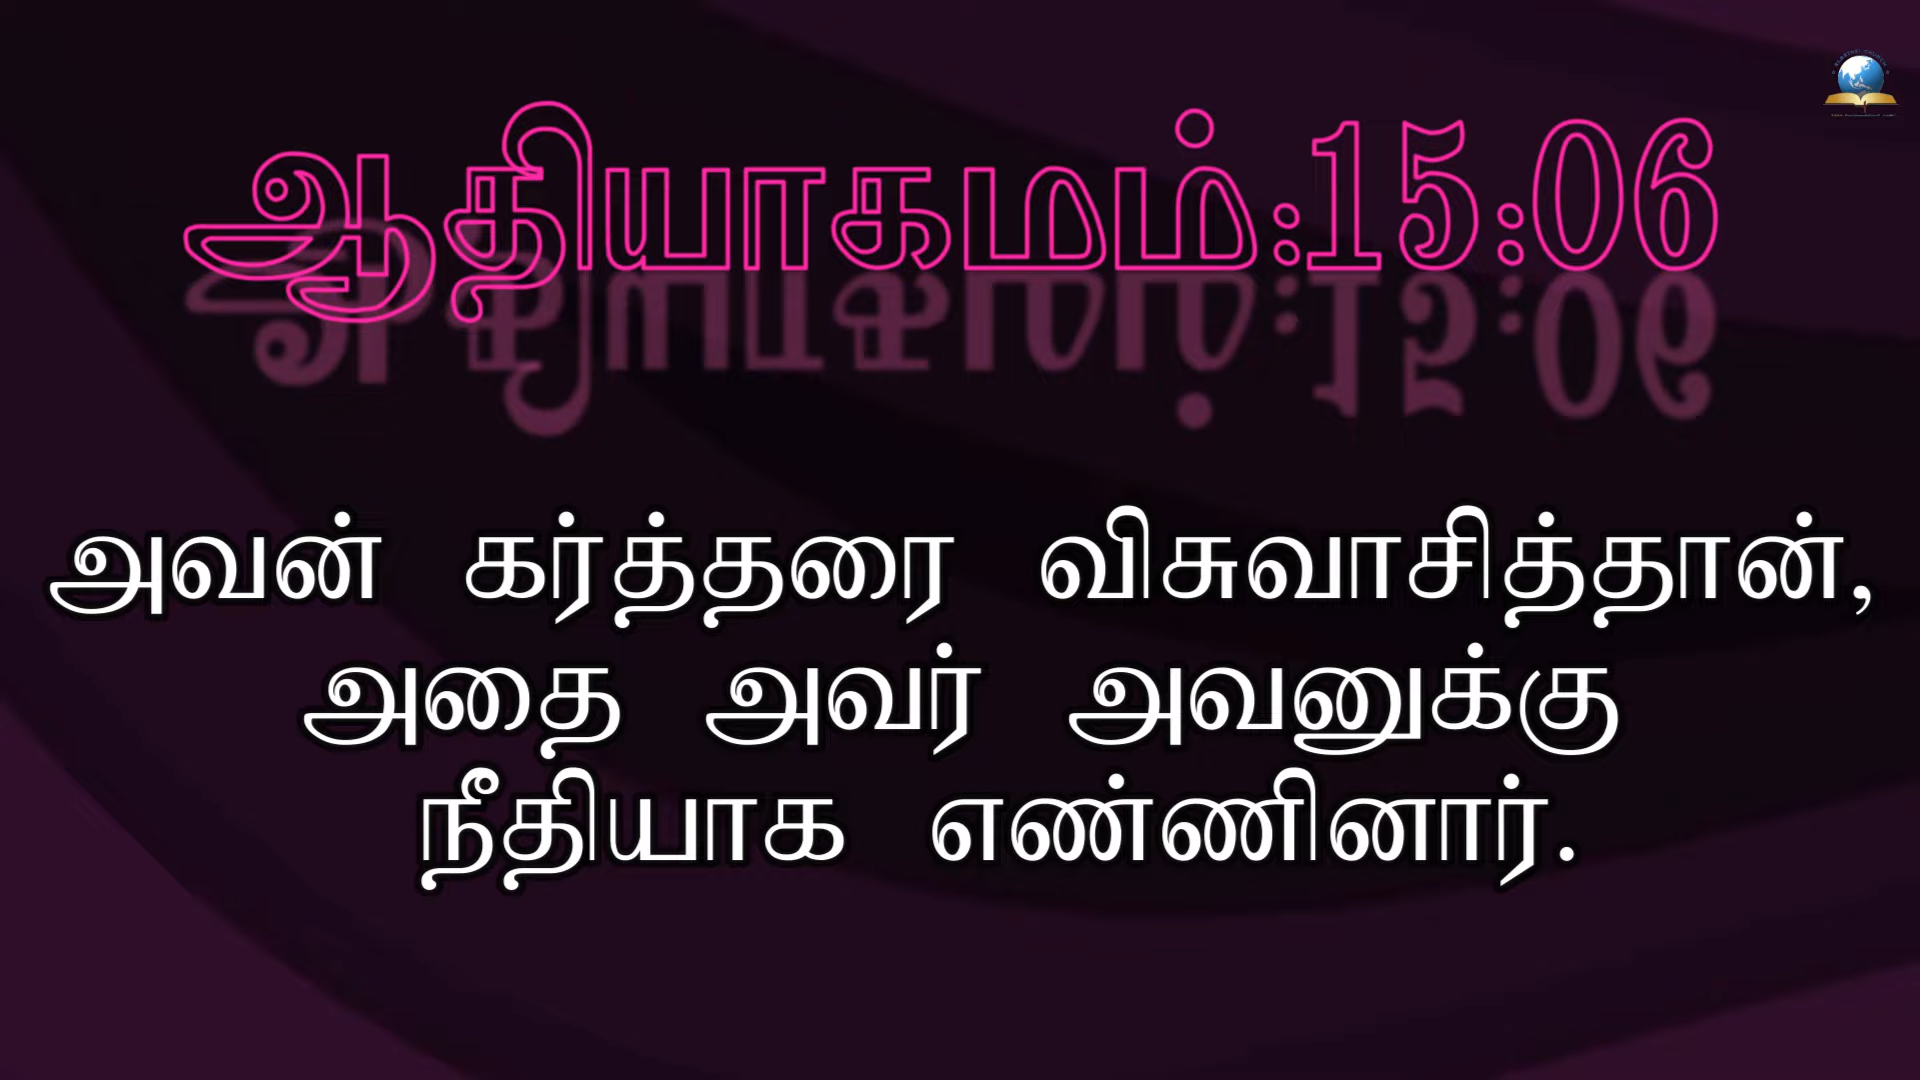 ஆதியாகமம்:15:06
அவன் கர்த்தரை விசுவாசித்தான்,
அதை அவர் அவனுக்கு
நீதியாக எண்ணினார்.